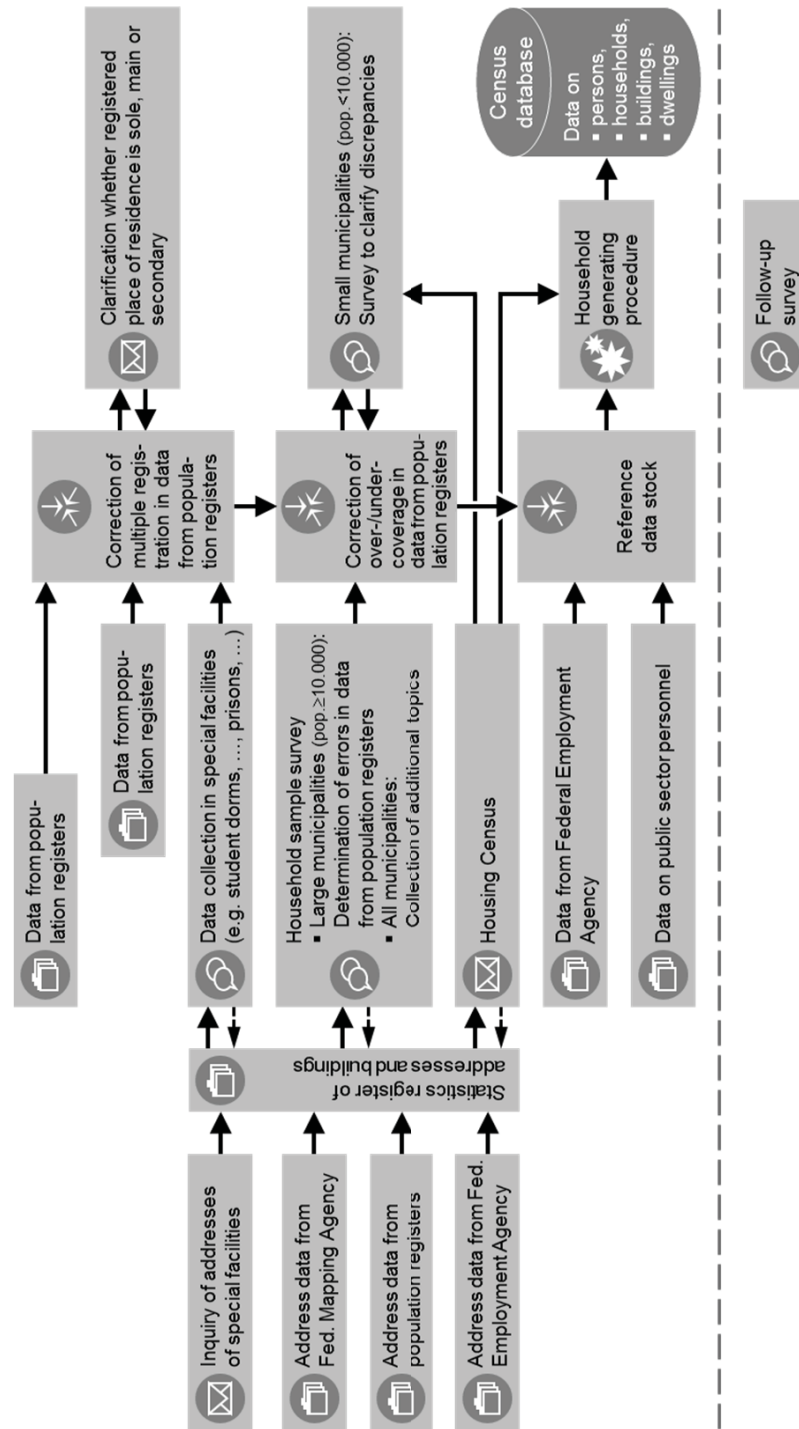 Data from popu-
lation registers
Data from popu-
lation registers
Correction of
multiple regis-
tration in data
from popula-
tion registers
Clarification whether registered
place of residence is sole, main or
secondary
Inquiry of addresses
of special facilities
Address data from
Fed. Mapping Agency
Address data from
population registers
Address data from Fed.
Employment Agency
Statistics register of
addresses and buildings
Data collection in special facilities
(e.g. student dorms, …, prisons, …)
Household sample survey
▪ Large municipalities (pop.≥10.000):
Determination of errors in data
from population registers
▪ All municipalities:
Collection of additional topics
Correction of
over-/under-
coverage in
data from popu-
lation registers
Small municipalities (pop.<10.000):
Survey to clarify discrepancies
Housing Census
Data from Federal Employment
Agency
Data on public sector personnel
Reference
data stock
Household
generating
procedure
Census
database
Data on
▪ persons,
▪ households,
▪ buildings,
▪ dwellings
Follow-up
survey